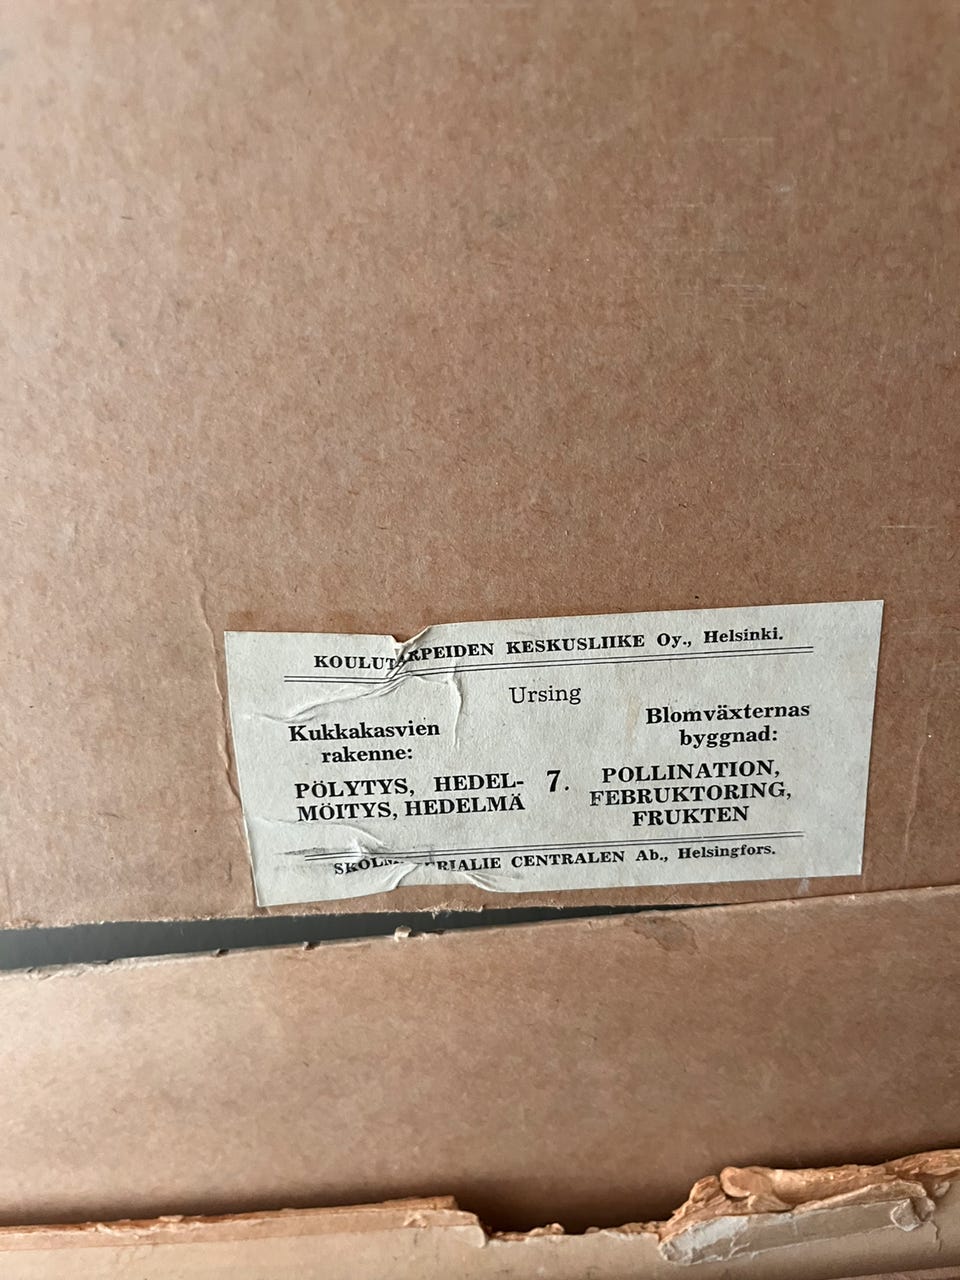 KOULUTARPEIDEN KESKUSLIIKE Oy., Helsinki.
Ursing
Kukkakasvien
rakenne:
PÖLYTYS, HEDEL-
MÖITYS, HEDELMÄ
7.
Blomväxternas
byggnad:
POLLINATION,
FEBRUKTORING,
FRUKTEN
CENTRALEN Ab., Helsingfors.